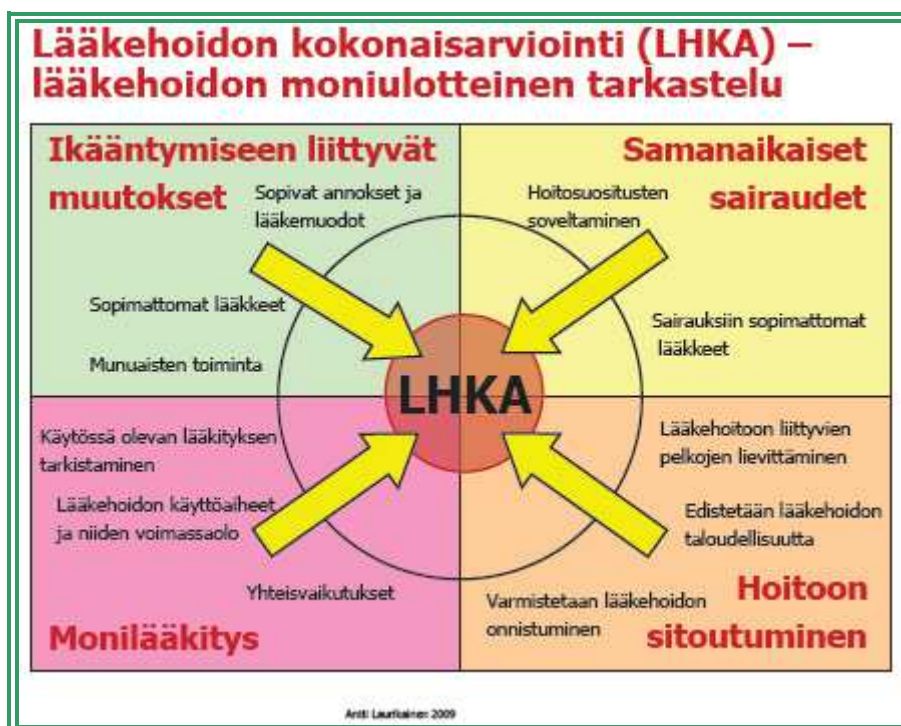 Lääkehoidon kokonaisarviointi (LHKA) –
lääkehoidon moniulotteinen tarkastelu
Ikääntymiseen liittyvät
muutokset
Sopivat annokset ja
lääkemuodot
Sopimattomat lääkkeet
Munuaisten toiminta
Samanaikaiset
sairaudet
Hoitosuositusten
soveltaminen
Sairauksiin sopimattomat
lääkkeet
LHKA
Käytössä olevan lääkityksen
tarkistaminen
Lääkehoidon käyttöaiheet
ja niiden voimassaolo
Yhteisvaikutukset
Monilääkitys
Lääkehoitoon liittyvien
pelkojen lievittäminen
Edistetään lääkehoidon
taloudellisuutta
Varmistetaan lääkehoidon
onnistuminen
Hoitoon
sitoutuminen
Antti Laurikainen 2009